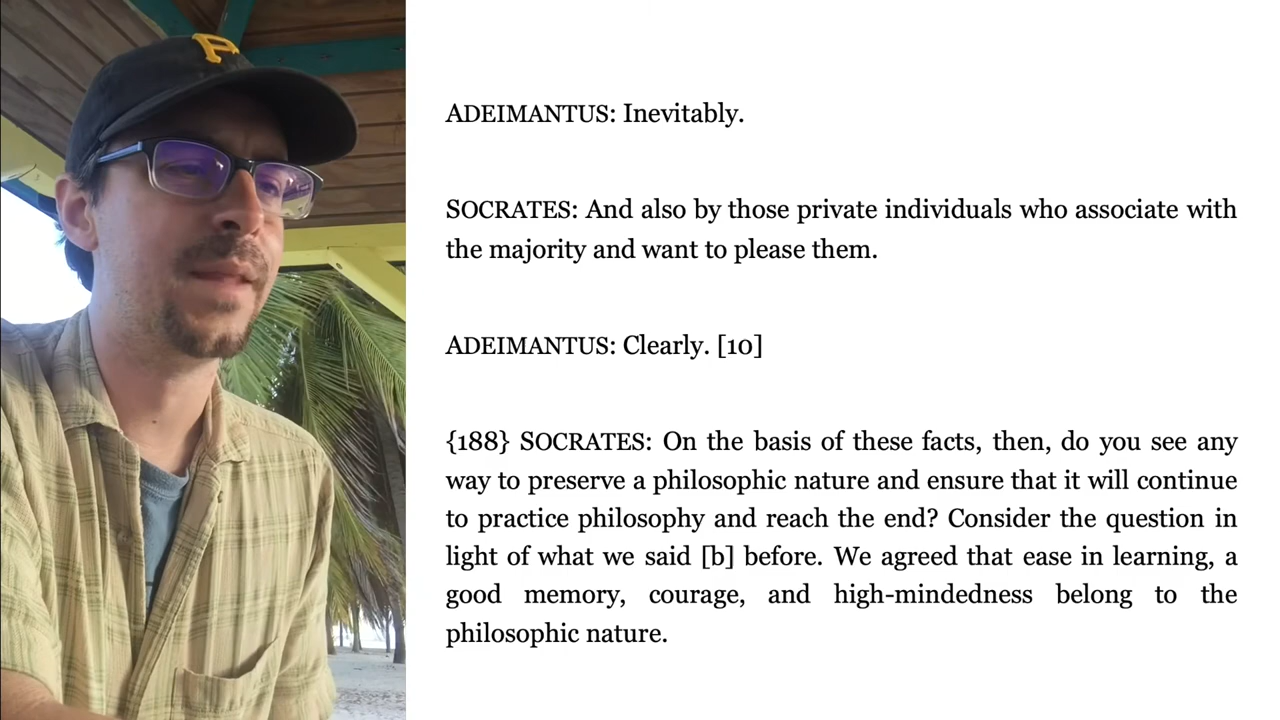 P
ADEIMANTUS: Inevitably.
SOCRATES: And also by those private individuals who associate with
the majority and want to please them.
ADEIMANTUS: Clearly. [10]
{188} SOCRATES: On the basis of these facts, then, do you see any
way to preserve a philosophic nature and ensure that it will continue
to practice philosophy and reach the end? Consider the question in
light of what we said [b] before. We agreed that ease in learning, a
good memory, courage, and high-mindedness belong to the
philosophic nature.